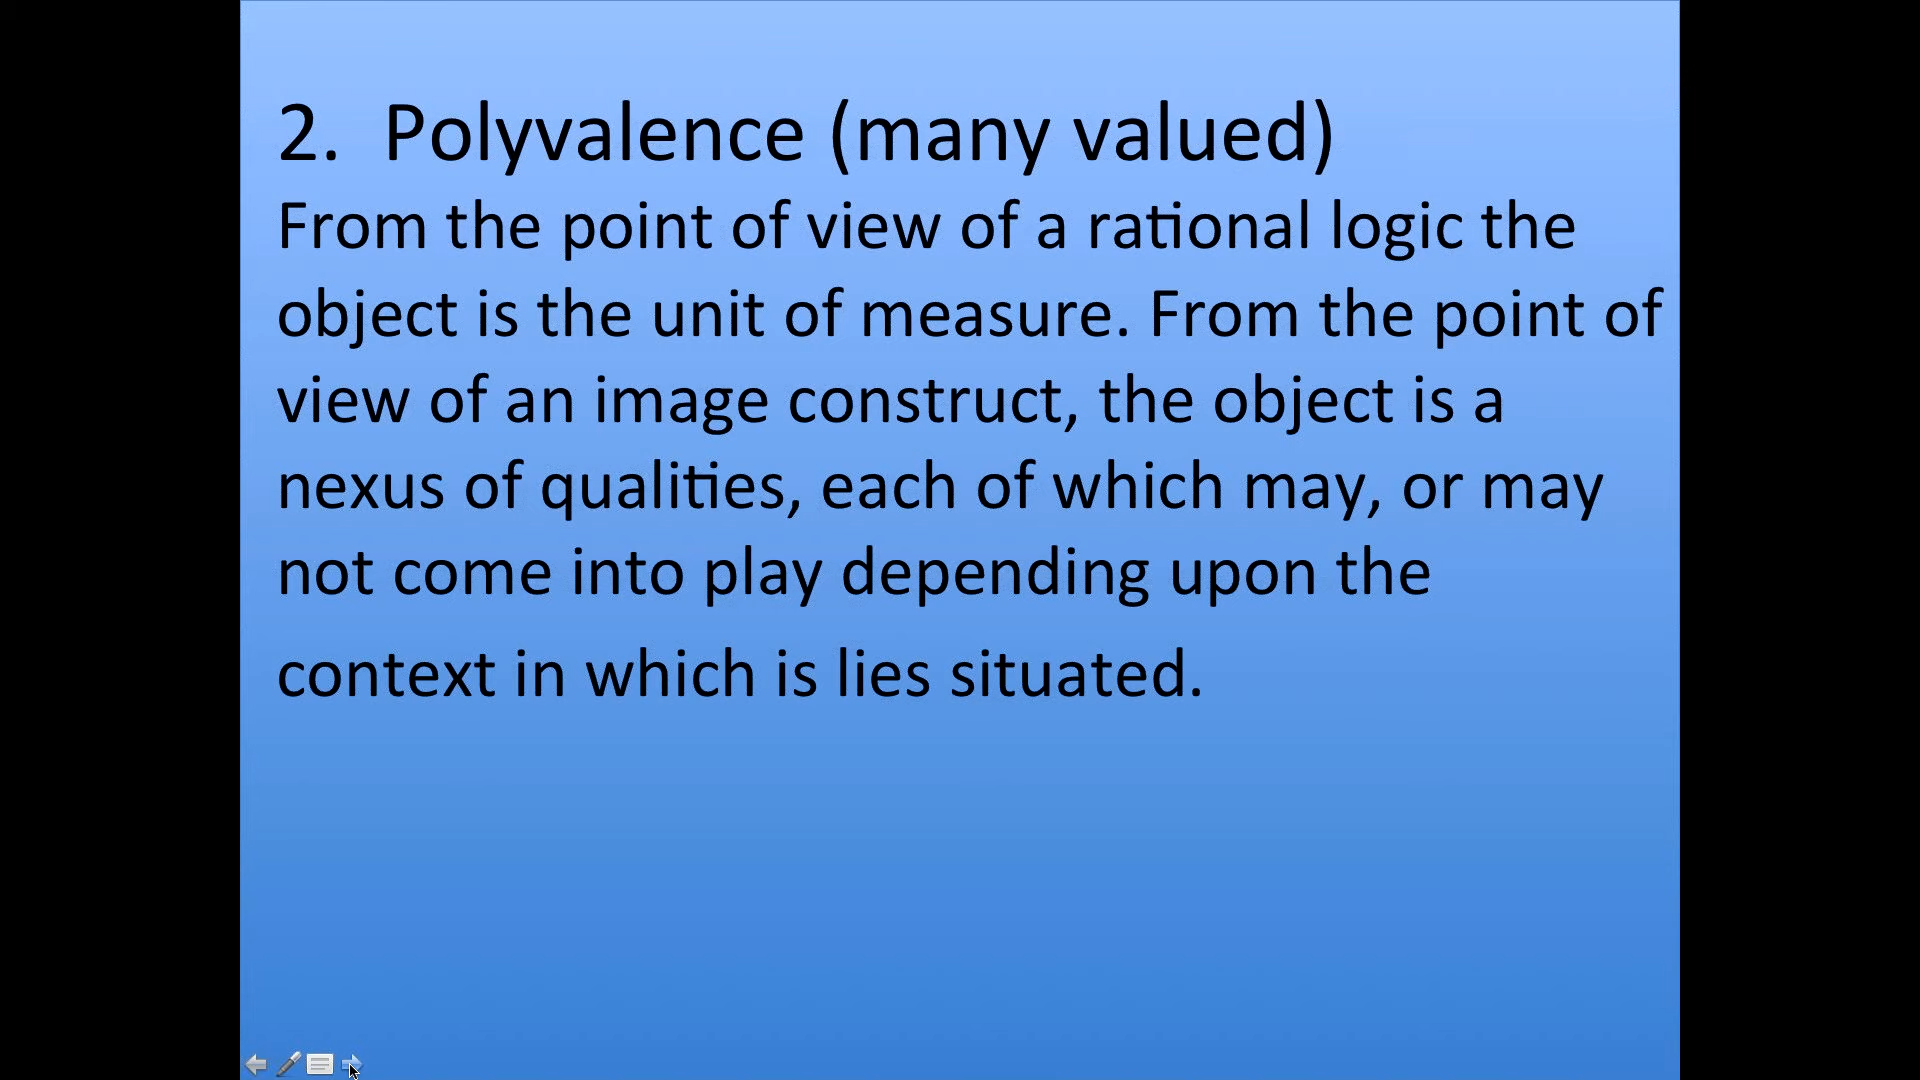 2. Polyvalence (many valued)
From the point of view of a rational logic the
object is the unit of measure. From the point of
view of an image construct, the object is a
nexus of qualities, each of which may, or may
not come into play depending upon the
context in which is lies situated.